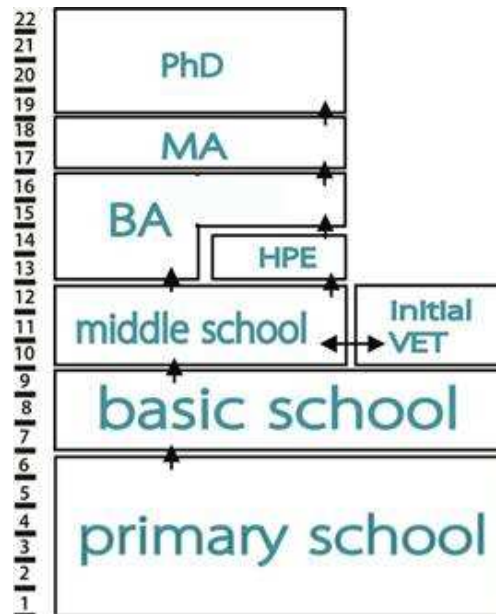 22
21
20
19
PhD
18
17
MA
16
15
BA
14
13
HPE
12
11
10
middle school
Initial
VET
9
8
7
basic school
6
5
4
3
2
1
primary school